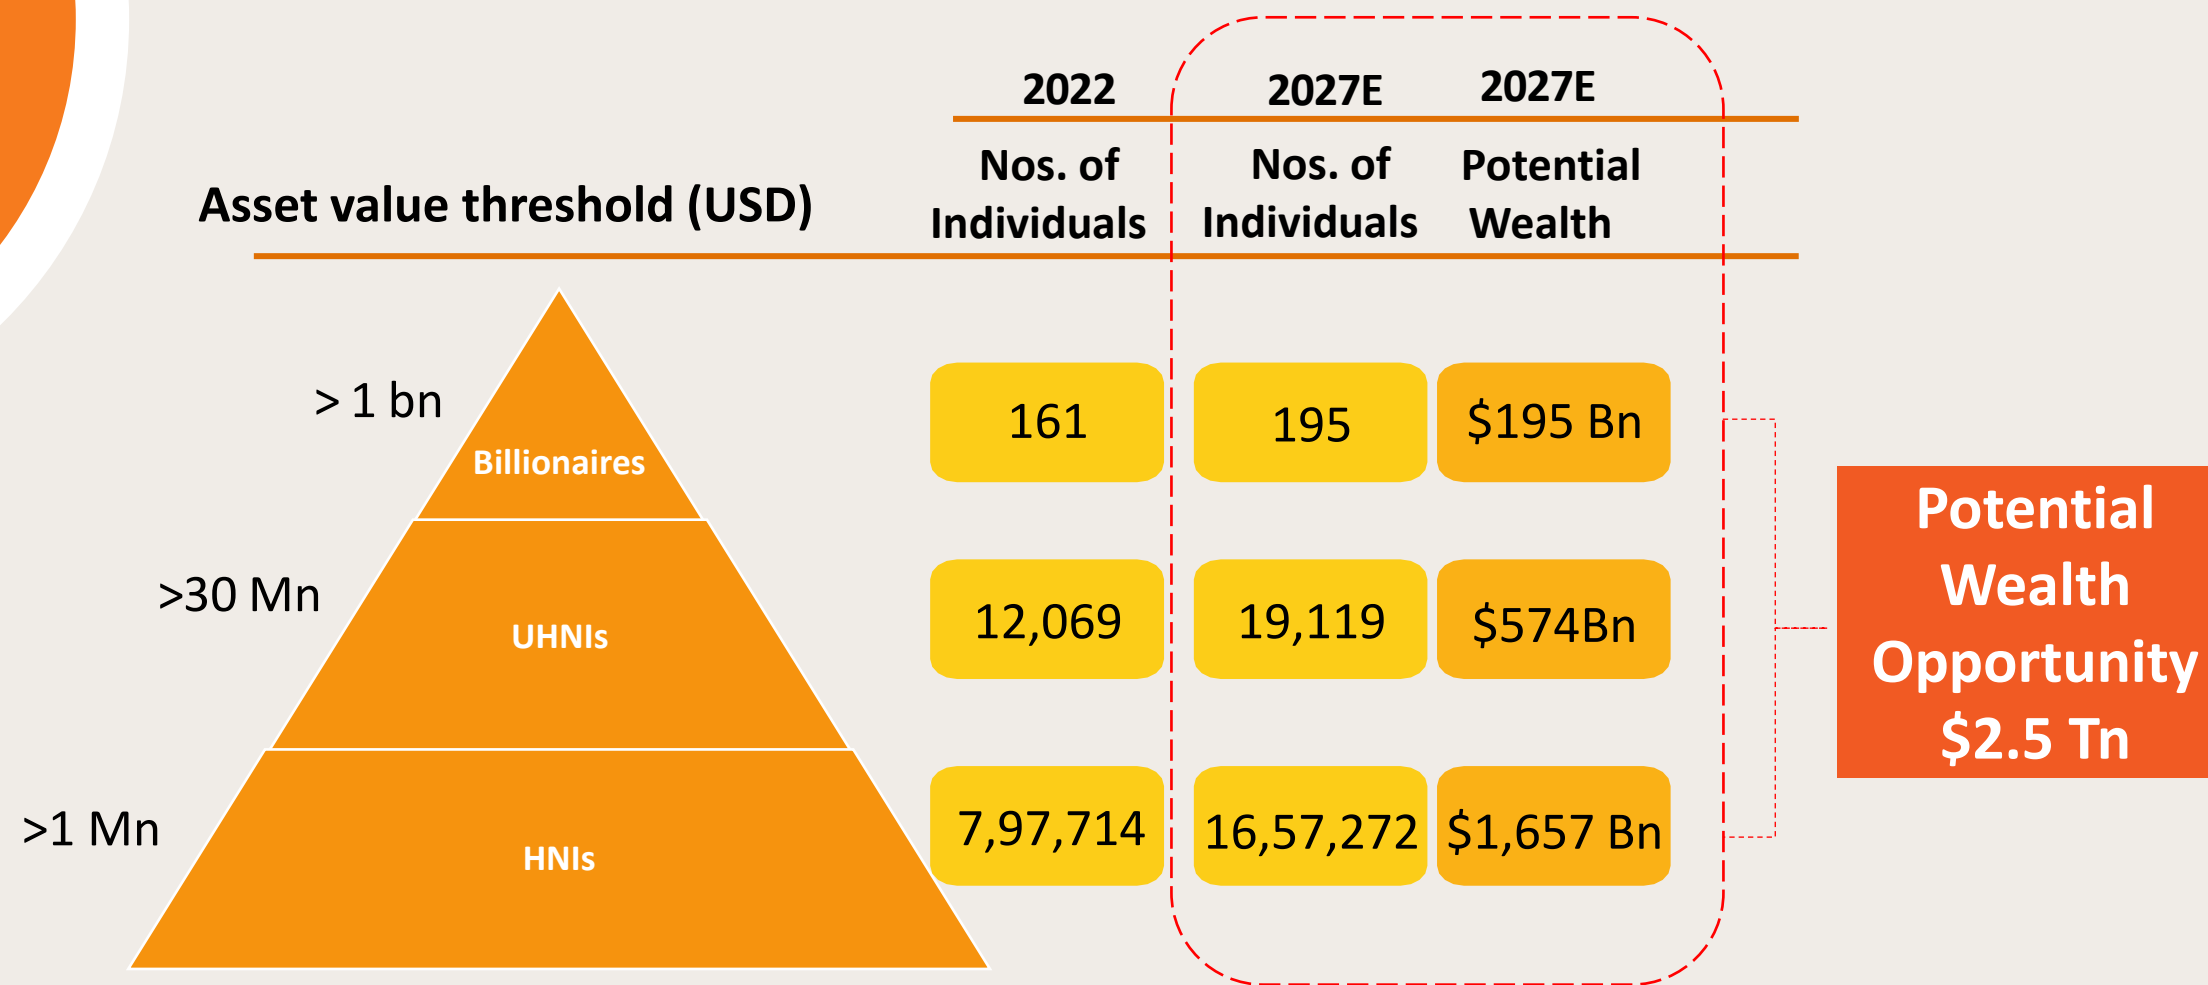 2022
2027E
2027E
Asset value threshold (USD)
Nos. of
Individuals
Nos. of
Individuals
Potential
Wealth
> 1 bn
Billionaires
161
195
$195 Bn
>30 Mn
UHNIs
12,069
19,119
$574Bn
>1 Mn
HNIs
7,97,714
16,57,272
$1,657 Bn
Potential
Wealth
Opportunity
$2.5 Tn